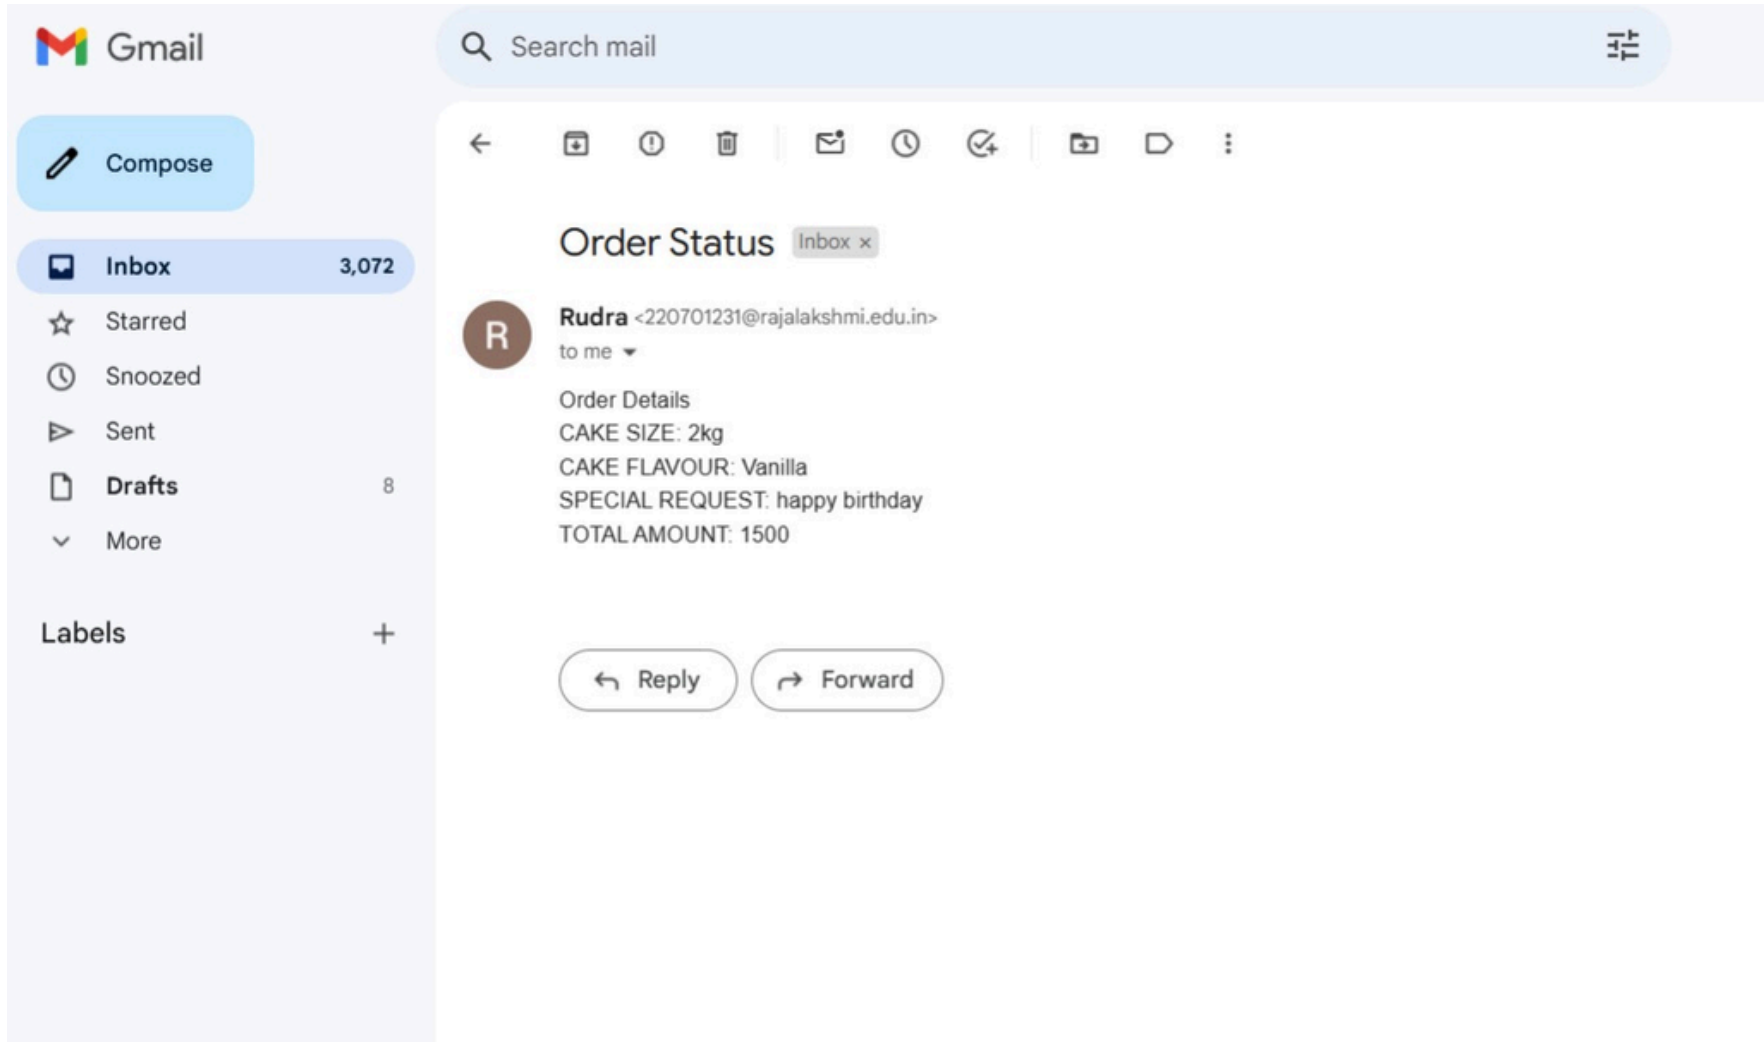 Gmail
Search mail
Compose
Inbox 3,072
Starred
Snoozed
Sent
Drafts 8
More
Labels
Order Status Inbox ×
R
Rudra <220701231@rajalakshmi.edu.in>
to me
Order Details
CAKE SIZE: 2kg
CAKE FLAVOUR: Vanilla
SPECIAL REQUEST: happy birthday
TOTAL AMOUNT: 1500
Reply Forward